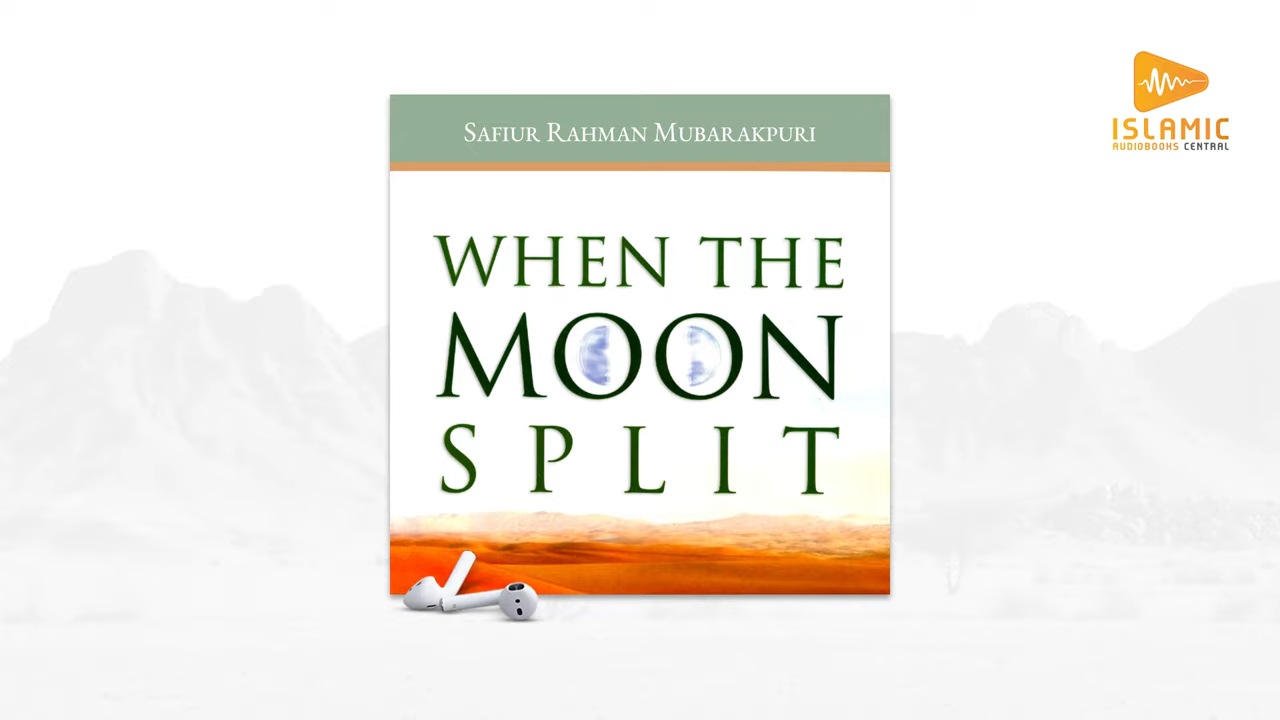 SAFIUR RAHMAN MUBARAKPURI
WHEN THE
MOON
SPLIT
ISLAMIC
AUDIOBOOKS CENTRAL